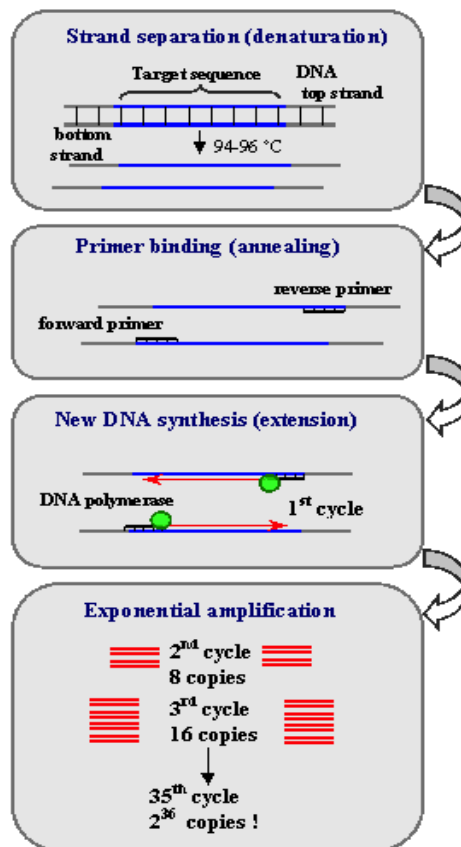 Strand separation (denaturation)
Target sequence
DNA
top strand
bottom
strand
94-96 °C
Primer binding (annealing)
reverse primer
forward primer
New DNA synthesis (extension)
DNA polymerase
1st cycle
Exponential amplification
2nd cycle
8 copies
3rd cycle
16 copies
35th cycle
2^36 copies !